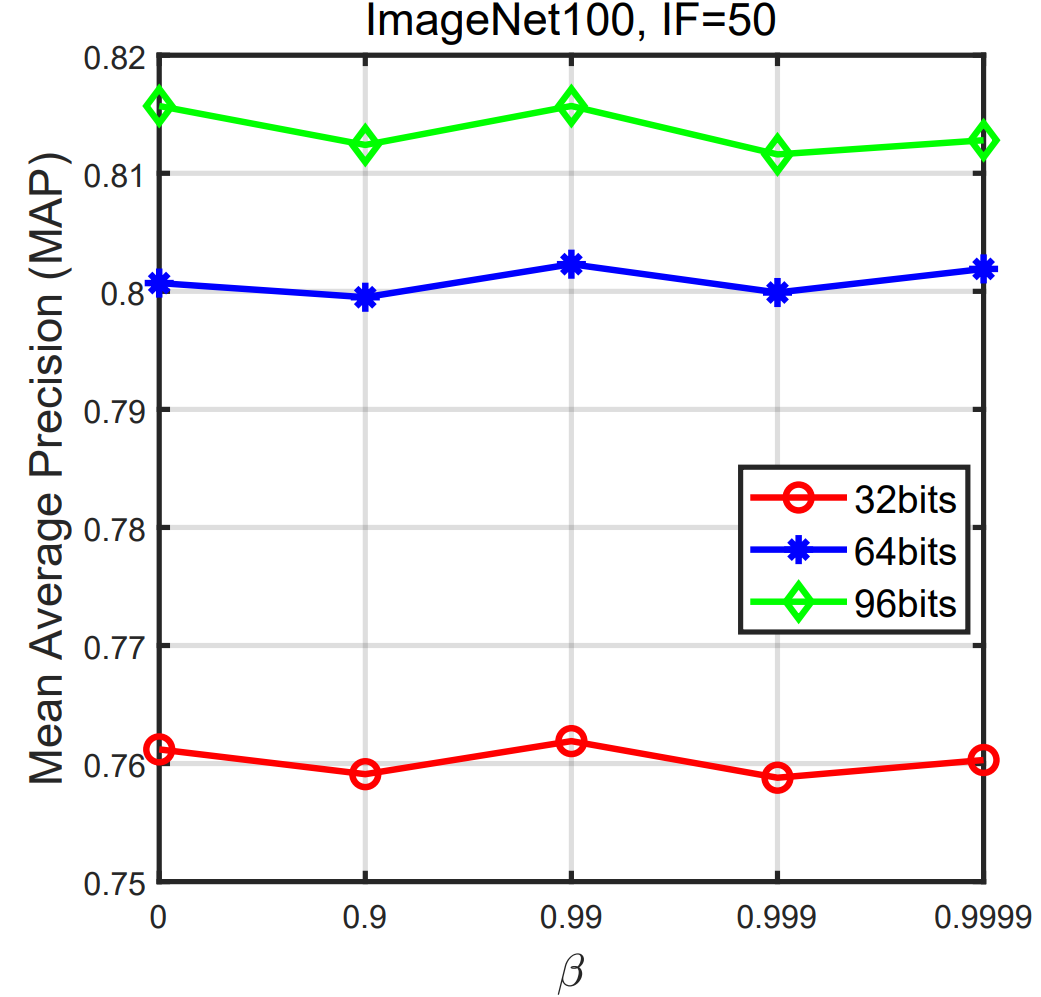 ImageNet100, IF=50
Mean Average Precision (MAP)
0.82
0.81
0.8
0.79
0.78
0.77
0.76
0.75
32bits
64bits
96bits
0 0.9 0.99 0.999 0.9999
β